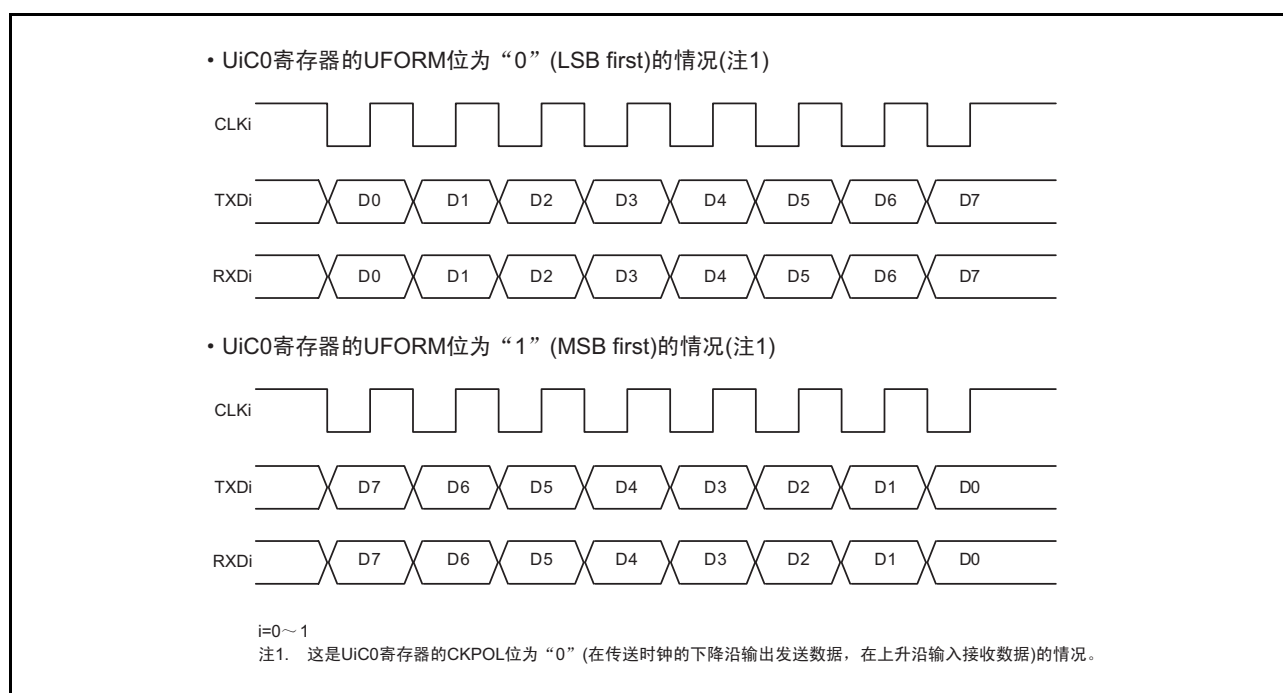 • UiC0寄存器的UFORM位为“0”(LSB first)的情况(注1)
CLKi
TXDi D0 D1 D2 D3 D4 D5 D6 D7
RXDi D0 D1 D2 D3 D4 D5 D6 D7
• UiC0寄存器的UFORM位为“1”(MSB first)的情况(注1)
CLKi
TXDi D7 D6 D5 D4 D3 D2 D1 D0
RXDi D7 D6 D5 D4 D3 D2 D1 D0
i=0～1
注1. 这是UiC0寄存器的CKPOL位为“0”(在传送时钟的下降沿输出发送数据，在上升沿输入接收数据)的情况。